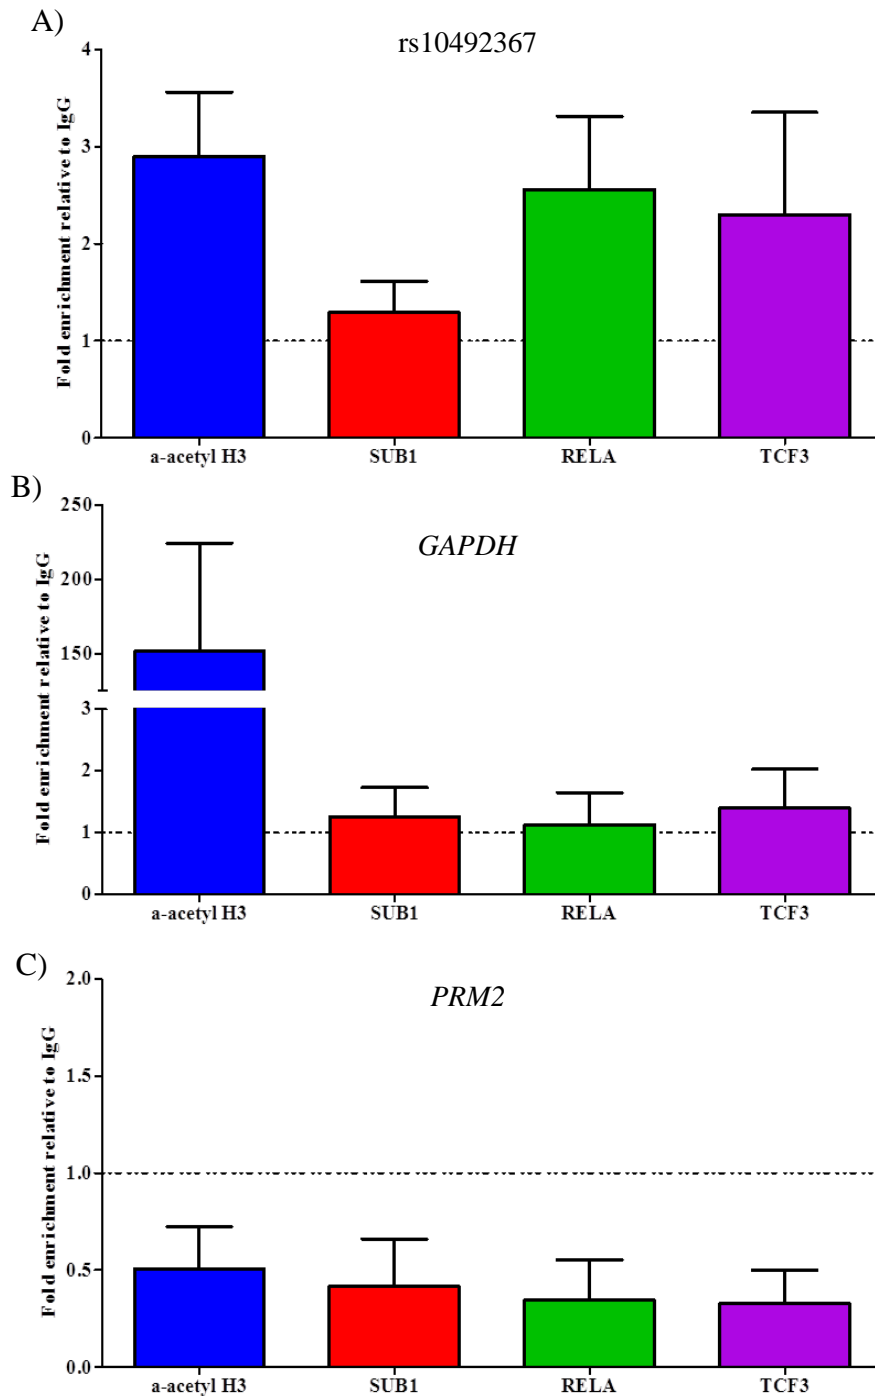 A)
rs10492367
Fold enrichment relative to IgG
4
3
2
1
0
a-acetyl H3 SUB1 RELA TCF3
B)
GAPDH
Fold enrichment relative to IgG
250
200
150
3
2
1
0
a-acetyl H3 SUB1 RELA TCF3
C)
PRM2
Fold enrichment relative to IgG
2.0
1.5
1.0
0.5
0.0
a-acetyl H3 SUB1 RELA TCF3